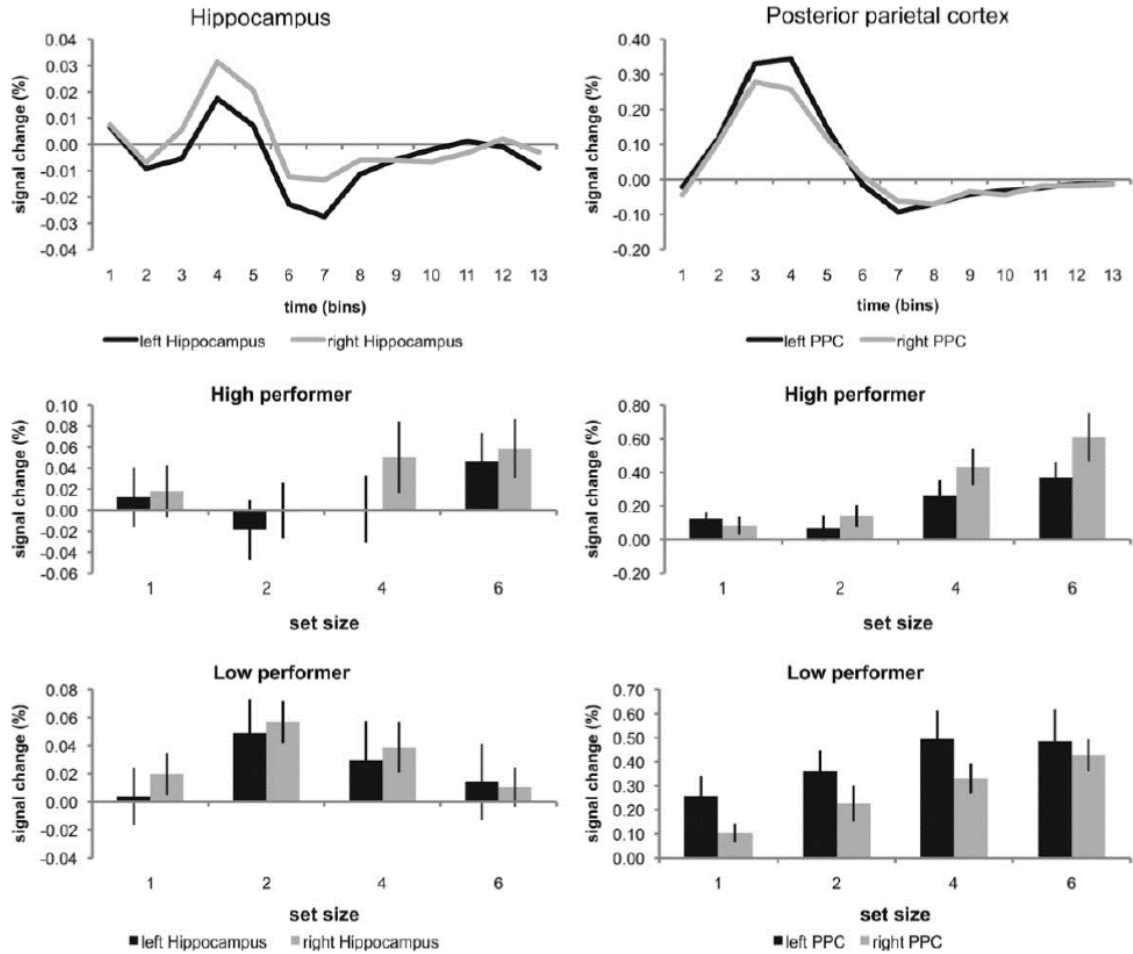 Hippocampus
signal change (%)
0.04
0.03
0.02
0.01
0.00
-0.01
-0.02
-0.03
-0.04
1 2 3 4 5 6 7 8 9 10 11 12 13
time (bins)
left Hippocampus right Hippocampus
Posterior parietal cortex
signal change (%)
0.40
0.30
0.20
0.10
0.00
-0.10
-0.20
1 2 3 4 5 6 7 8 9 10 11 12 13
time (bins)
left PPC right PPC
High performer
signal change (%)
0.10
0.08
0.06
0.04
0.02
0.00
-0.02
-0.04
-0.06
1 2 4 6
set size
High performer
signal change (%)
0.80
0.60
0.40
0.20
0.00
-0.20
1 2 4 6
set size
Low performer
signal change (%)
0.08
0.06
0.04
0.02
0.00
-0.02
-0.04
1 2 4 6
set size
left Hippocampus right Hippocampus
Low performer
signal change (%)
0.70
0.60
0.50
0.40
0.30
0.20
0.10
0.00
1 2 4 6
set size
left PPC right PPC